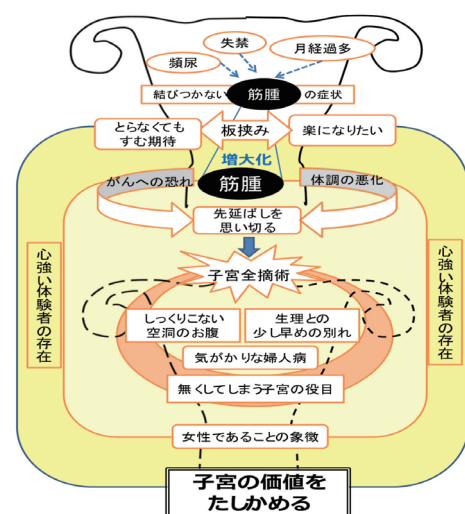 失禁
月経過多
頻尿
結びつかない 筋腫 の症状
とらなくても
すむ期待
板挟み
楽になりたい
増大化
がんへの恐れ
筋腫
体調の悪化
先延ばしを
思い切る
子宮全摘術
心強い体験者の存在
心強い体験者の存在
しっくりこない
空洞のお腹
生理との
少し早めの別れ
気がかりな婦人病
無くしてしまう子宮の役目
女性であることの象徴
子宮の価値を
たしかめる